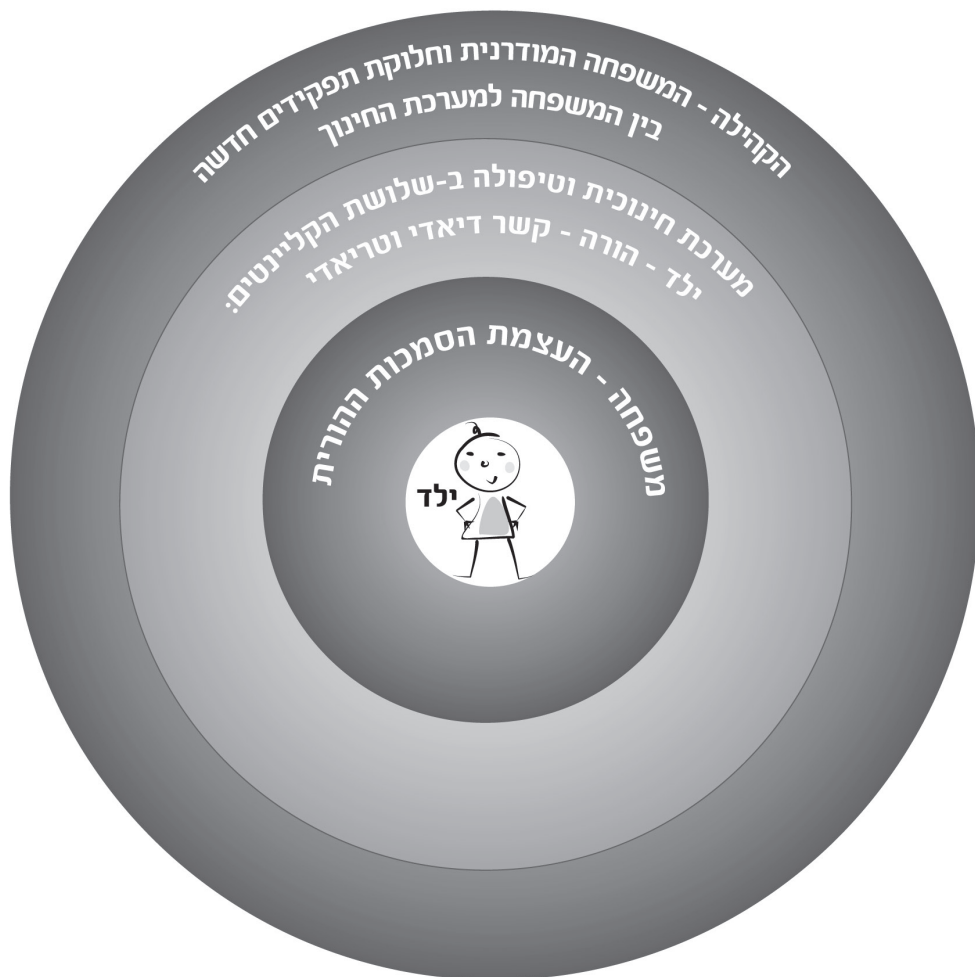 הקהילה - המשפחה המודרנית וחלוקת תפקידים חדשה
בין המשפחה למערכת החינוך
מערכת חינוכית וטיפולה ב-שלושת הקליינטים:
ילד - הורה - קשר דיאדי וטריאדי
משפחה - העצמת הסמכות ההורית
ילד